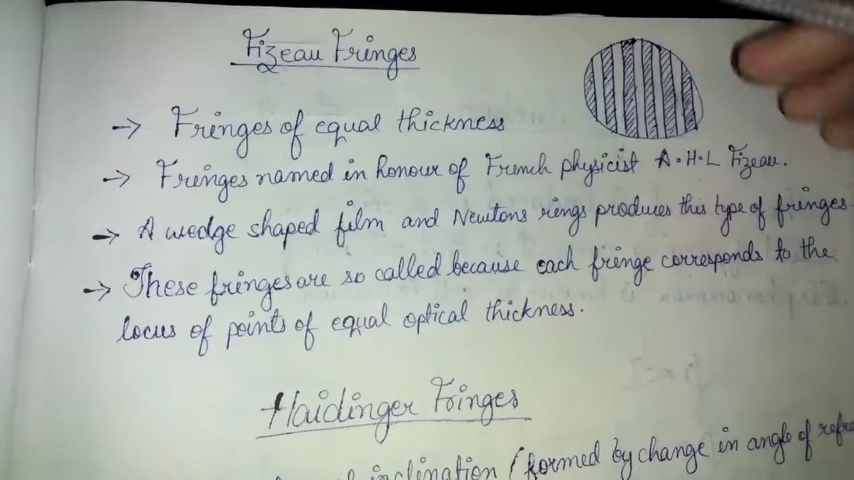 Fizeau Fringes
→ Fringes of equal thickness
→ Fringes named in honour of French physicist A.H.L Fizeau.
→ A wedge shaped film and Newtons rings produces this type of fringes.
→ These fringes are so called because each fringe corresponds to the
locus of points of equal optical thickness.
Haidinger Fringes
inclination (formed by change in angle of